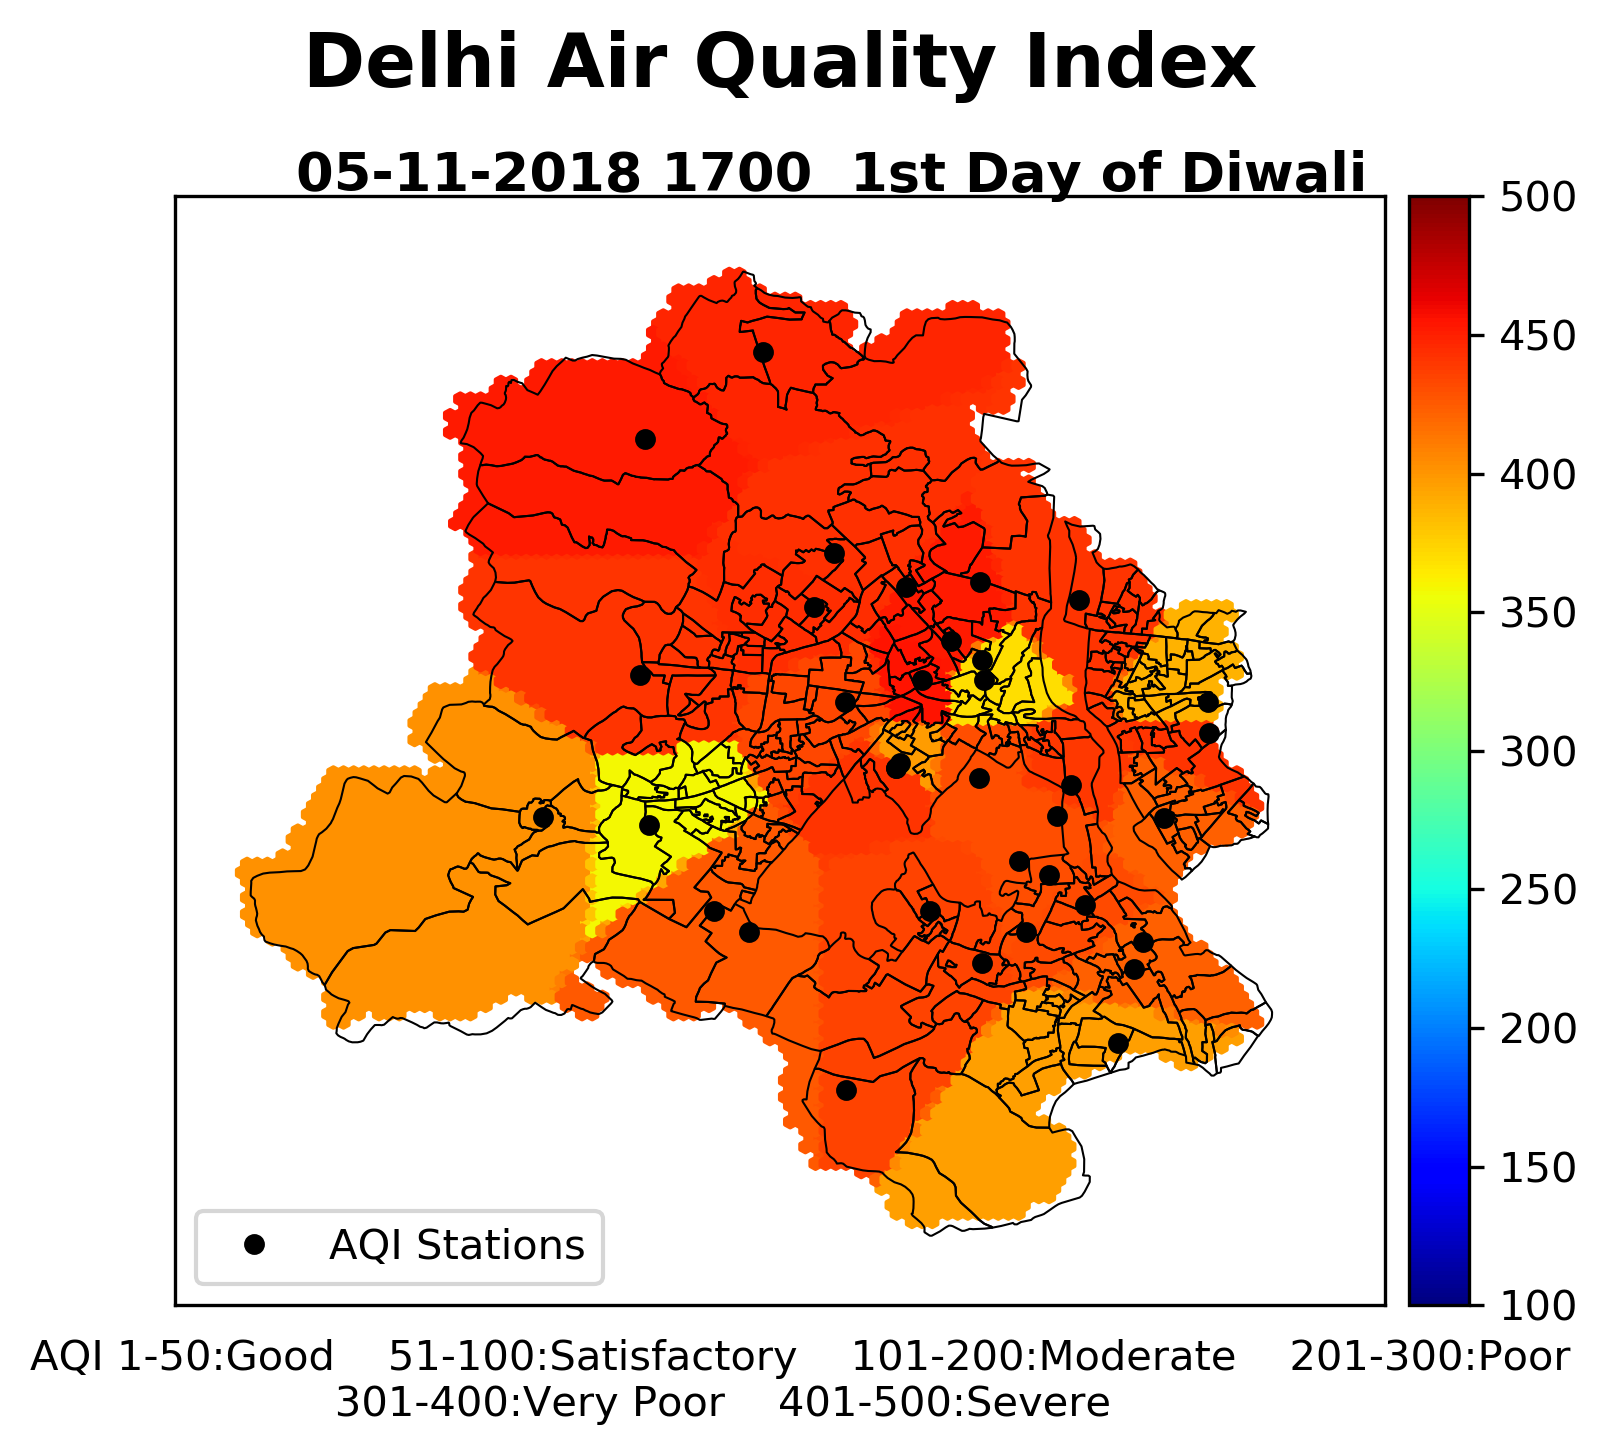 Delhi Air Quality Index
05-11-2018 1700  1st Day of Diwali
500
450
400
350
300
250
200
150
100
AQI Stations
AQI 1-50:Good    51-100:Satisfactory    101-200:Moderate    201-300:Poor
301-400:Very Poor    401-500:Severe